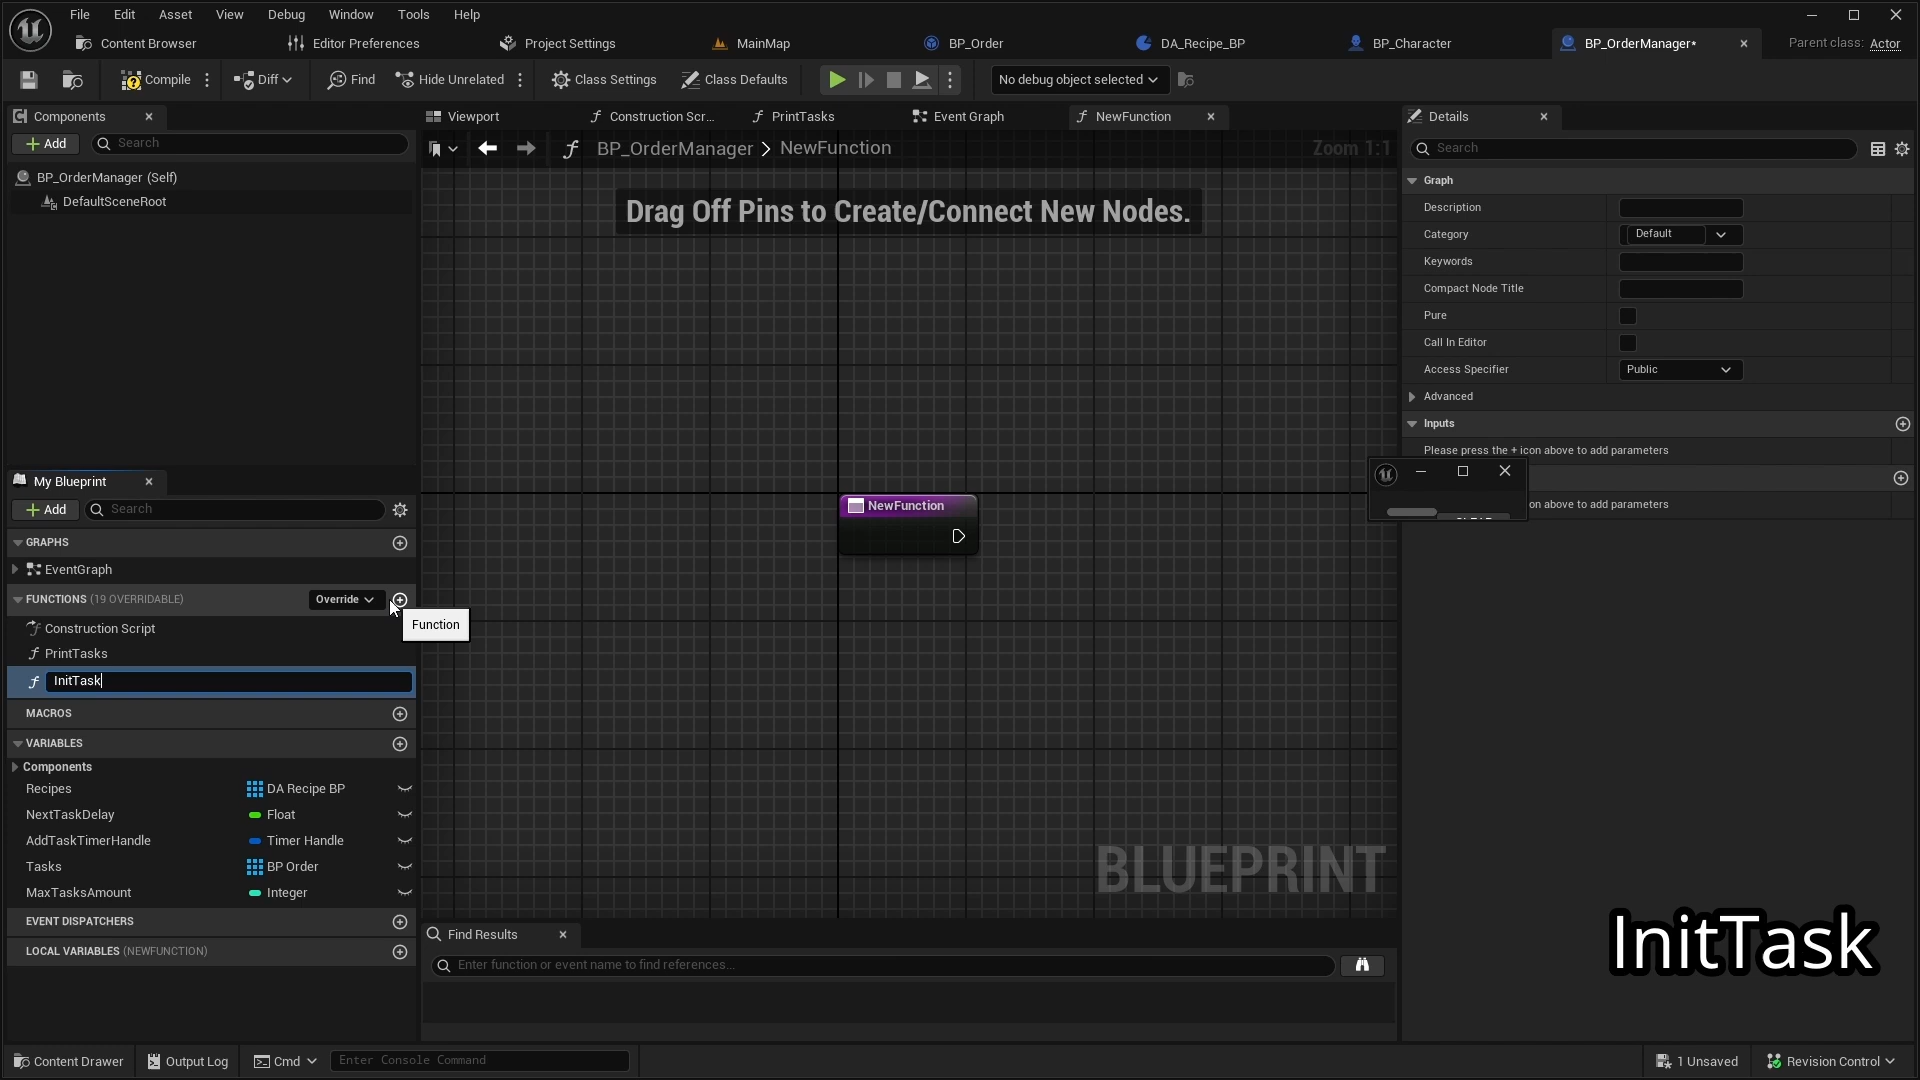 File Edit Asset View Debug Window Tools Help
Content Browser Editor Preferences Project Settings MainMap BP_Order DA_Recipe_BP BP_Character BP_OrderManager* Parent class: Actor
Compile Diff Find Hide Unrelated Class Settings Class Defaults No debug object selected
Components
Add Search
BP_OrderManager (Self)
DefaultSceneRoot
Viewport Construction Scr... PrintTasks Event Graph NewFunction
BP_OrderManager > NewFunction Zoom 1:1
Drag Off Pins to Create/Connect New Nodes.
NewFunction
BLUEPRINT
My Blueprint
Add Search
GRAPHS
EventGraph
FUNCTIONS (19 OVERRIDABLE) Override
Function
Construction Script
PrintTasks
InitTask
MACROS
VARIABLES
Components
Recipes DA Recipe BP
NextTaskDelay Float
AddTaskTimerHandle Timer Handle
Tasks BP Order
MaxTasksAmount Integer
EVENT DISPATCHERS
LOCAL VARIABLES (NEWFUNCTION)
Find Results
Enter function or event name to find references...
Details
Search
Graph
Description
Category Default
Keywords
Compact Node Title
Pure
Call In Editor
Access Specifier Public
Advanced
Inputs
Please press the + icon above to add parameters
icon above to add parameters
InitTask
Content Drawer Output Log Cmd Enter Console Command 1 Unsaved Revision Control